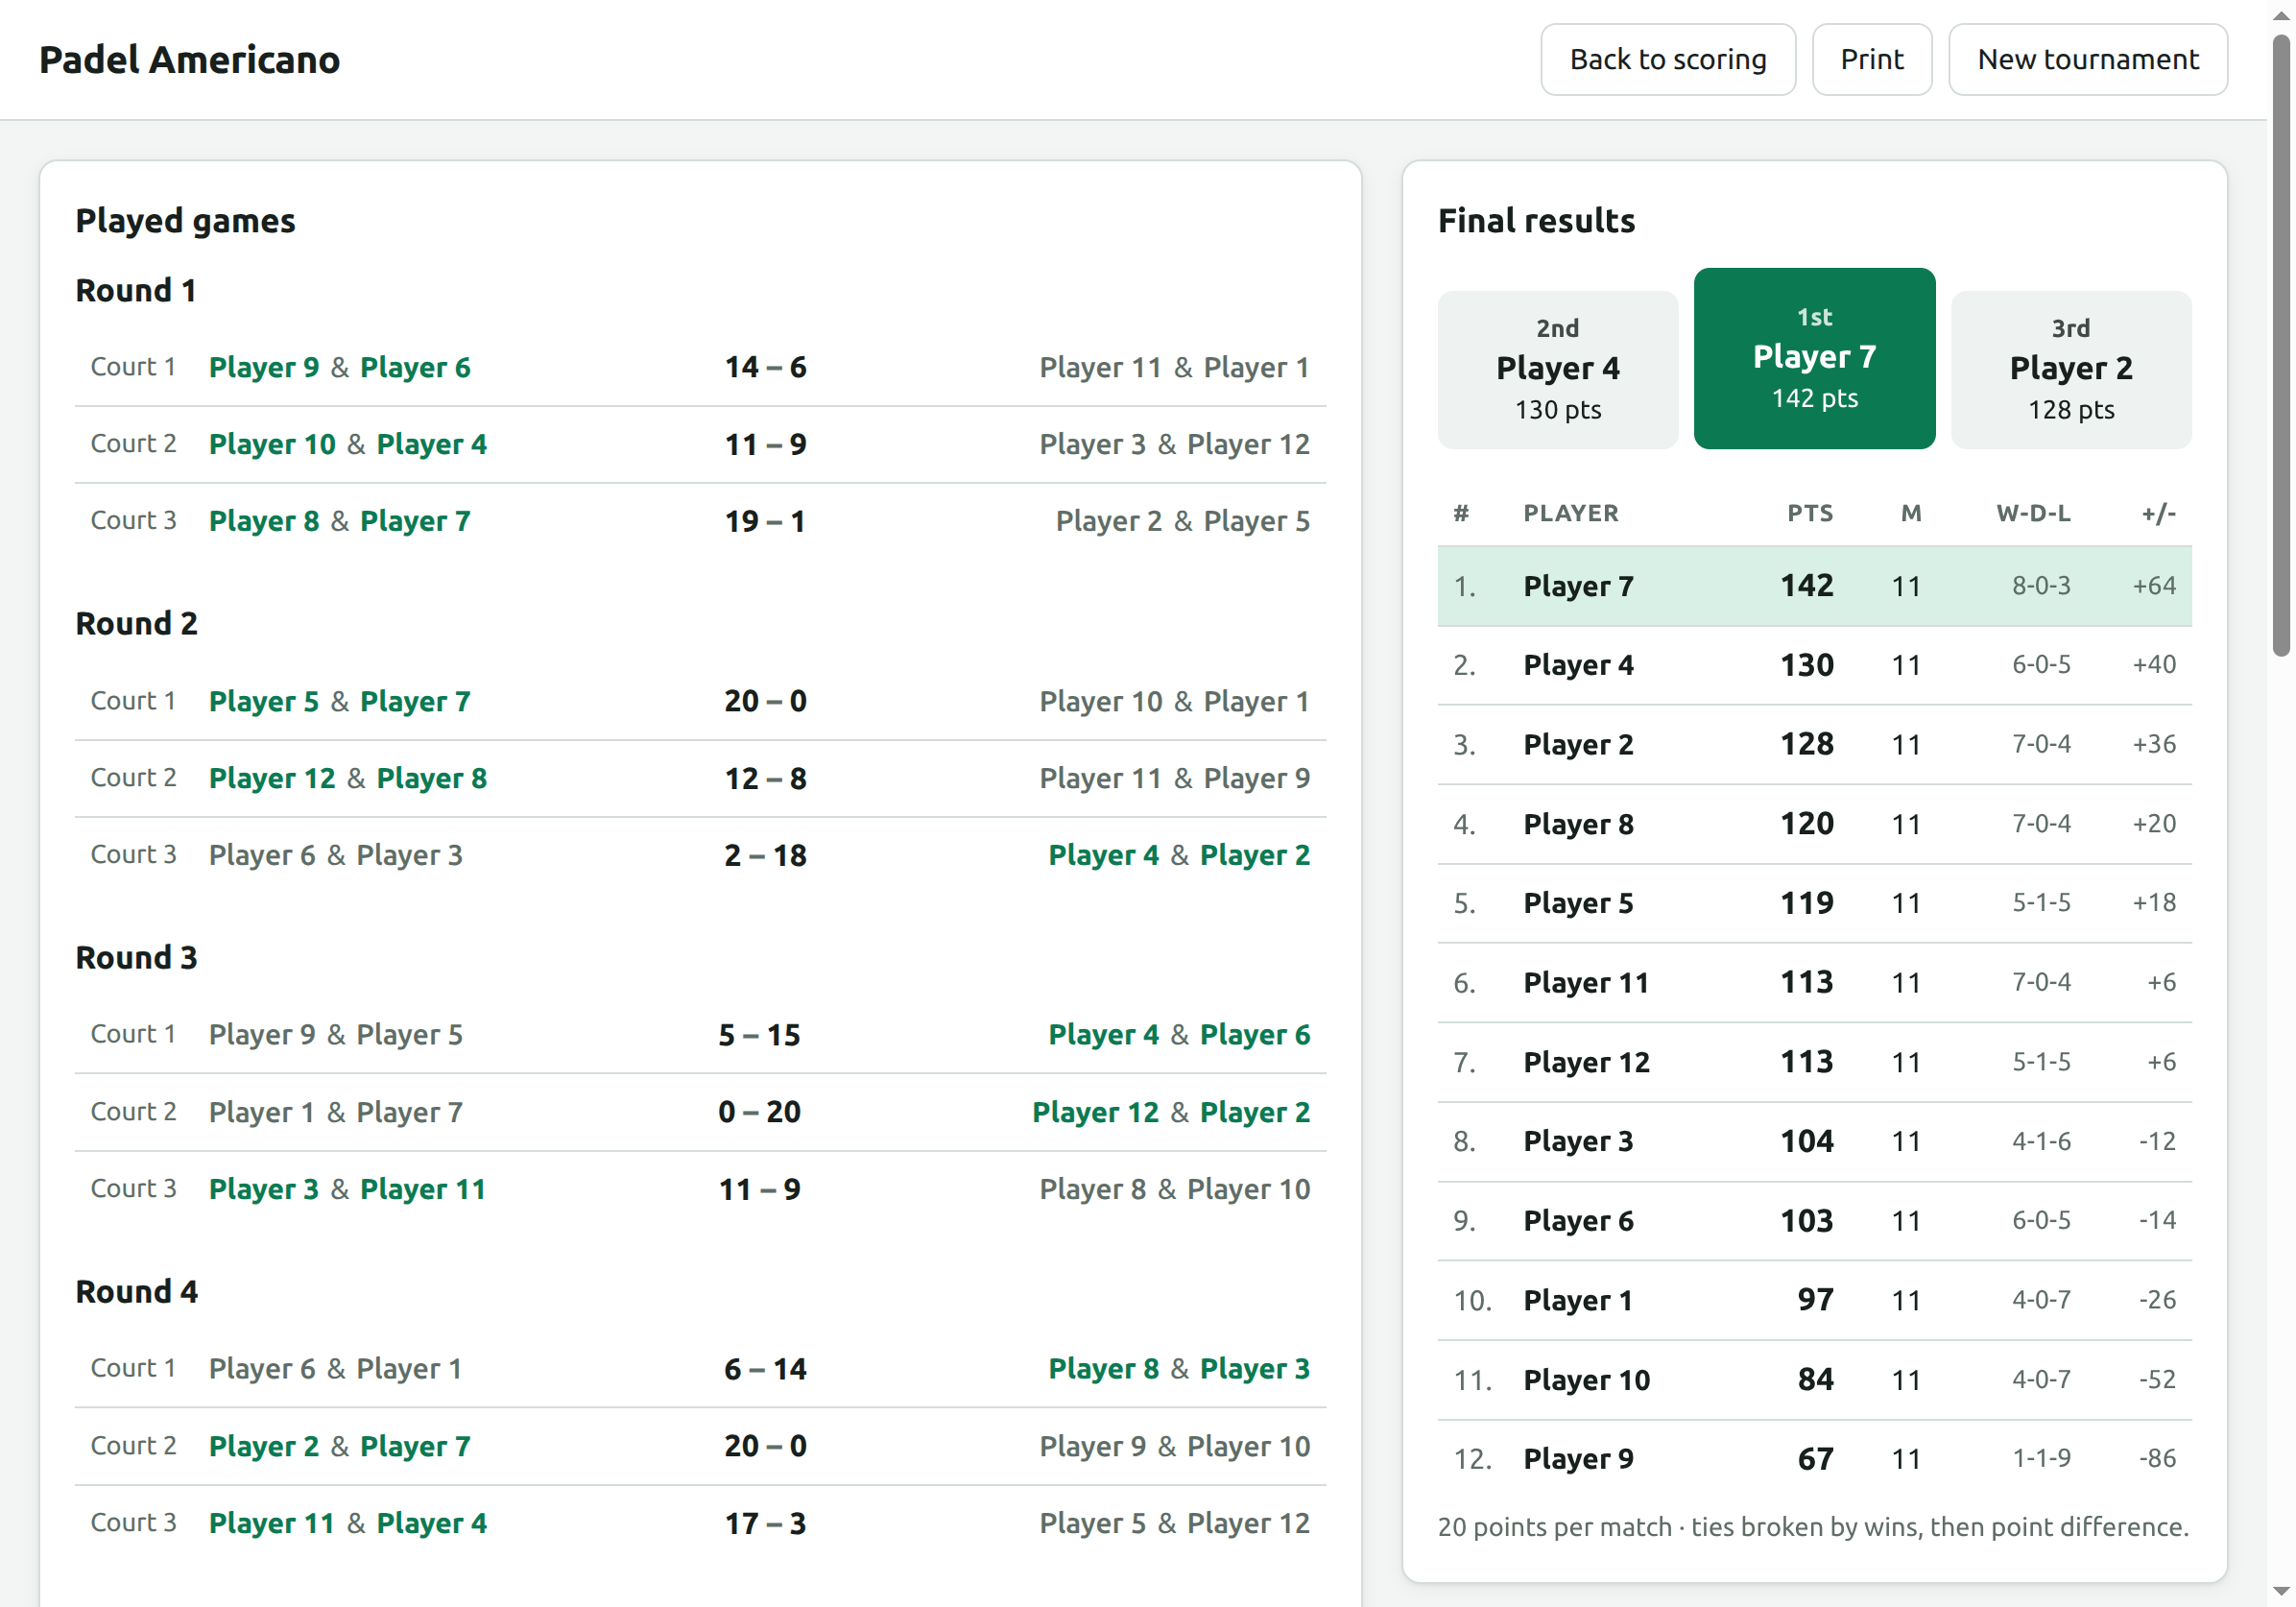 Padel Americano
Back to scoring
Print
New tournament
Played games
Round 1
Court 1 Player 9 & Player 6 14 – 6 Player 11 & Player 1
Court 2 Player 10 & Player 4 11 – 9 Player 3 & Player 12
Court 3 Player 8 & Player 7 19 – 1 Player 2 & Player 5
Round 2
Court 1 Player 5 & Player 7 20 – 0 Player 10 & Player 1
Court 2 Player 12 & Player 8 12 – 8 Player 11 & Player 9
Court 3 Player 6 & Player 3 2 – 18 Player 4 & Player 2
Round 3
Court 1 Player 9 & Player 5 5 – 15 Player 4 & Player 6
Court 2 Player 1 & Player 7 0 – 20 Player 12 & Player 2
Court 3 Player 3 & Player 11 11 – 9 Player 8 & Player 10
Round 4
Court 1 Player 6 & Player 1 6 – 14 Player 8 & Player 3
Court 2 Player 2 & Player 7 20 – 0 Player 9 & Player 10
Court 3 Player 11 & Player 4 17 – 3 Player 5 & Player 12
Final results
2nd
Player 4
130 pts
1st
Player 7
142 pts
3rd
Player 2
128 pts
# PLAYER PTS M W-D-L +/-
1. Player 7 142 11 8-0-3 +64
2. Player 4 130 11 6-0-5 +40
3. Player 2 128 11 7-0-4 +36
4. Player 8 120 11 7-0-4 +20
5. Player 5 119 11 5-1-5 +18
6. Player 11 113 11 7-0-4 +6
7. Player 12 113 11 5-1-5 +6
8. Player 3 104 11 4-1-6 -12
9. Player 6 103 11 6-0-5 -14
10. Player 1 97 11 4-0-7 -26
11. Player 10 84 11 4-0-7 -52
12. Player 9 67 11 1-1-9 -86
20 points per match · ties broken by wins, then point difference.